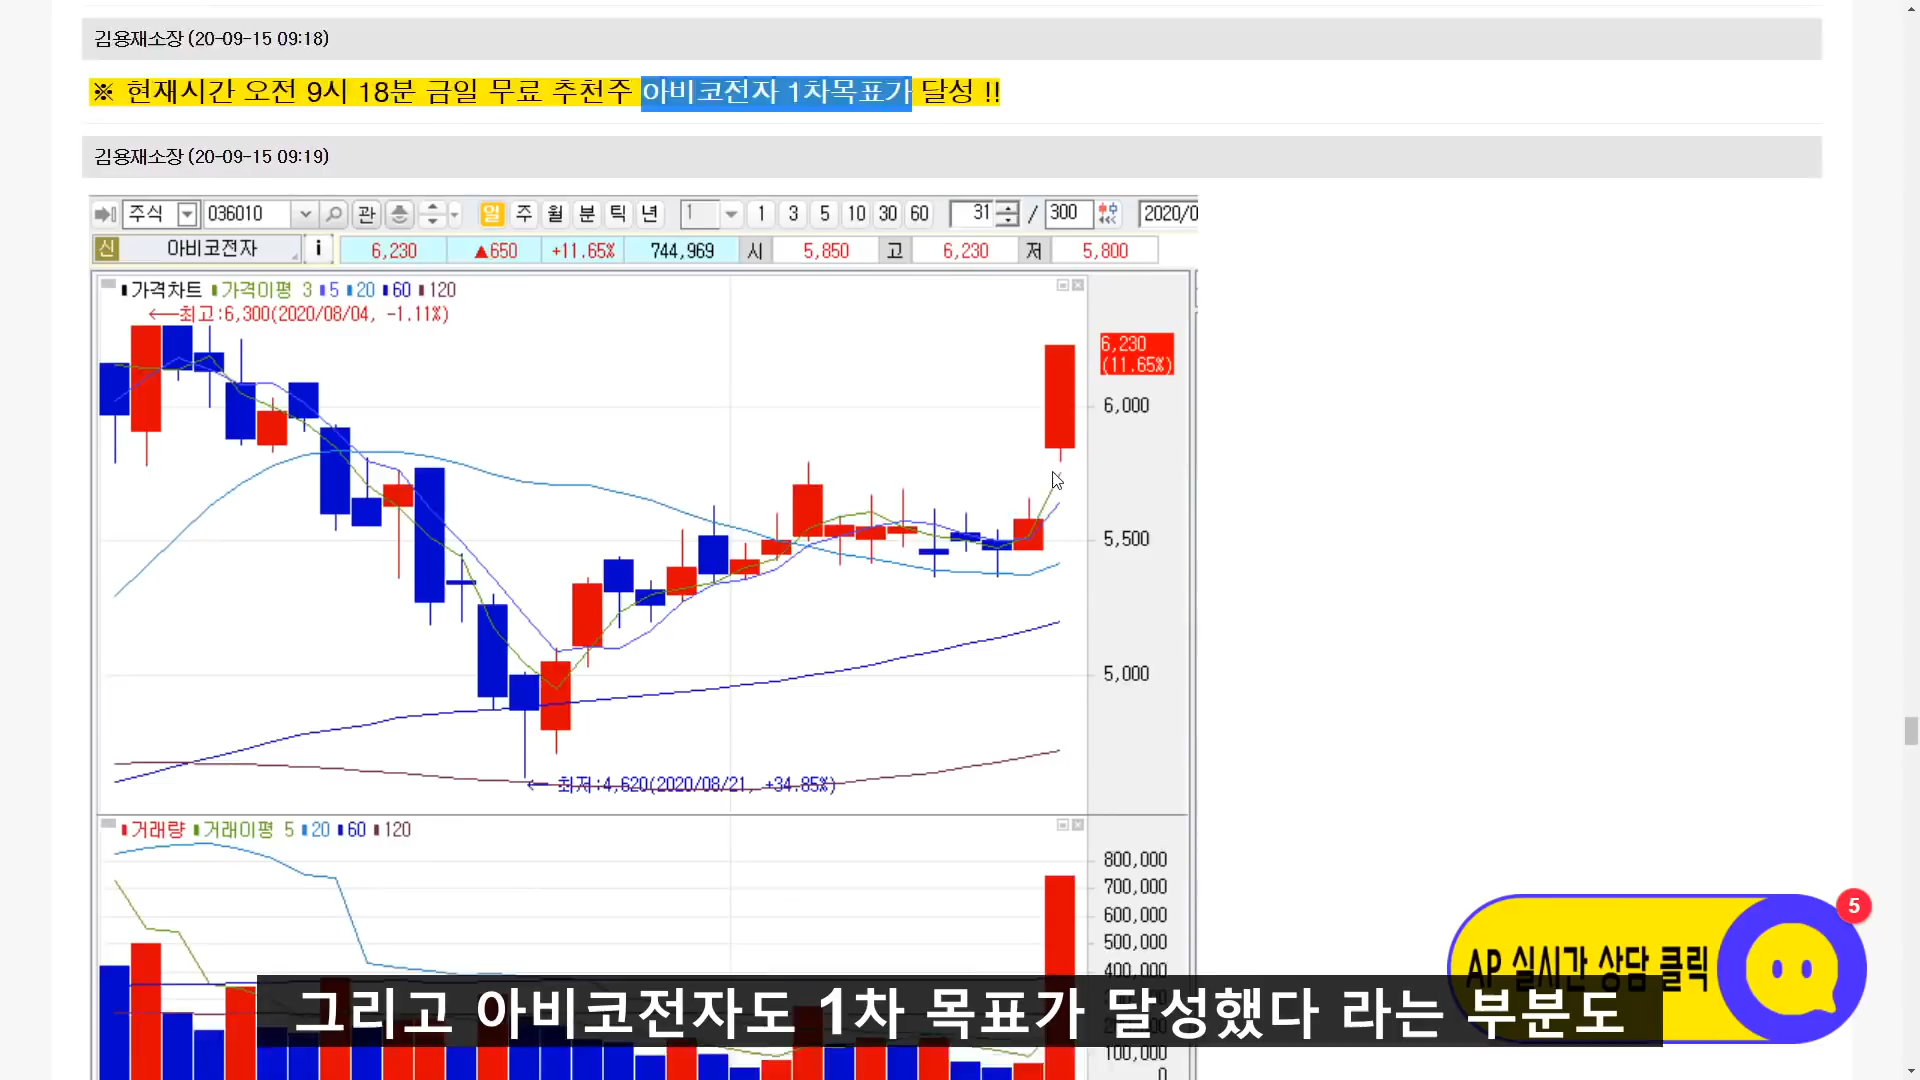 김용재소장 (20-09-15 09:18)
※ 현재시간 오전 9시 18분 금일 무료 추천주 아비코전자 1차목표가 달성 !!
김용재소장 (20-09-15 09:19)
주식 036010 관 일 주 월 분 틱 년 1 1 3 5 10 30 60 31 / 300 2020/0
신 아비코전자 i 6,230 ▲650 +11.65% 744,969 시 5,850 고 6,230 저 5,800
가격차트 가격이평 3 5 20 60 120
←최고:6,300(2020/08/04, -1.11%)
6,230
(11.65%)
6,000
5,500
5,000
← 최저:4,620(2020/08/21, +34.85%)
거래량 거래이평 5 20 60 120
800,000
700,000
600,000
500,000
400,000
100,000
0
5
AP 실시간 상담 클릭
그리고 아비코전자도 1차 목표가 달성했다 라는 부분도